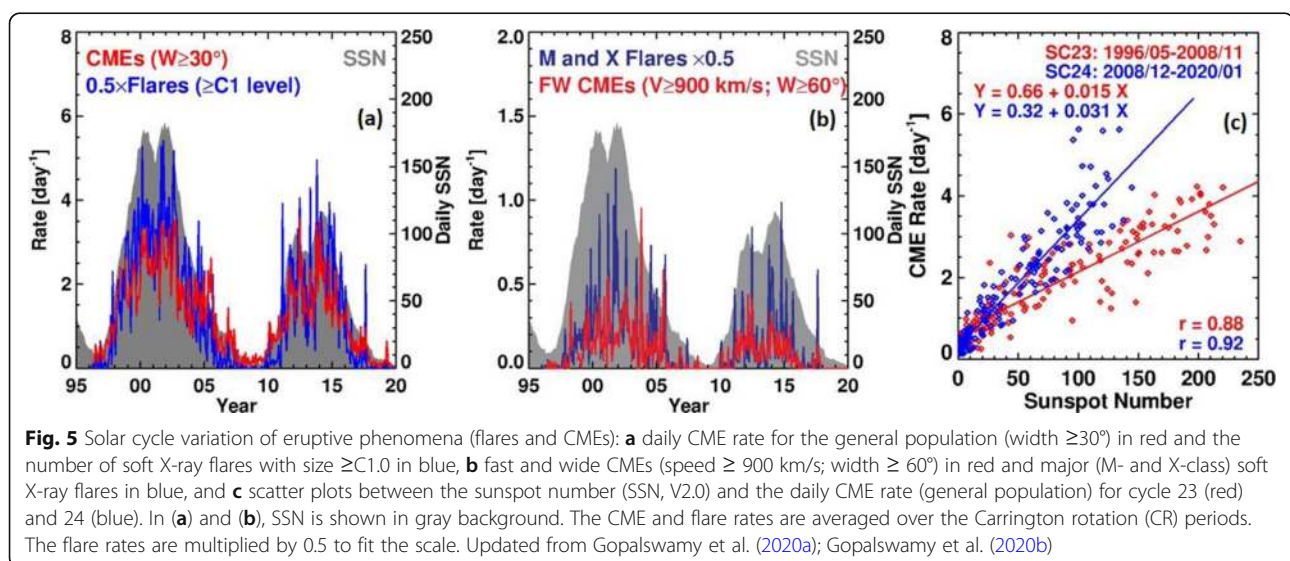 8
6
4
2
0
Rate [day⁻¹]
CMEs (W≥30°)
SSN
0.5×Flares (≥C1 level)
(a)
250
200
150
100
50
0
Daily SSN
95 00 05 10 15 20
Year
2.0
1.5
1.0
0.5
0.0
Rate [day⁻¹]
M and X Flares ×0.5
SSN
FW CMEs (V≥900 km/s; W≥60°)
(b)
250
200
150
100
50
0
Daily SSN
95 00 05 10 15 20
Year
8
6
4
2
0
CME Rate [day⁻¹]
SC23: 1996/05-2008/11
SC24: 2008/12-2020/01
Y = 0.66 + 0.015 X
Y = 0.32 + 0.031 X
(c)
r = 0.88
r = 0.92
0 50 100 150 200 250
Sunspot Number
Fig. 5 Solar cycle variation of eruptive phenomena (flares and CMEs): a daily CME rate for the general population (width ≥30°) in red and the
number of soft X-ray flares with size ≥C1.0 in blue, b fast and wide CMEs (speed ≥ 900 km/s; width ≥ 60°) in red and major (M- and X-class) soft
X-ray flares in blue, and c scatter plots between the sunspot number (SSN, V2.0) and the daily CME rate (general population) for cycle 23 (red)
and 24 (blue). In (a) and (b), SSN is shown in gray background. The CME and flare rates are averaged over the Carrington rotation (CR) periods.
The flare rates are multiplied by 0.5 to fit the scale. Updated from Gopalswamy et al. (2020a); Gopalswamy et al. (2020b)